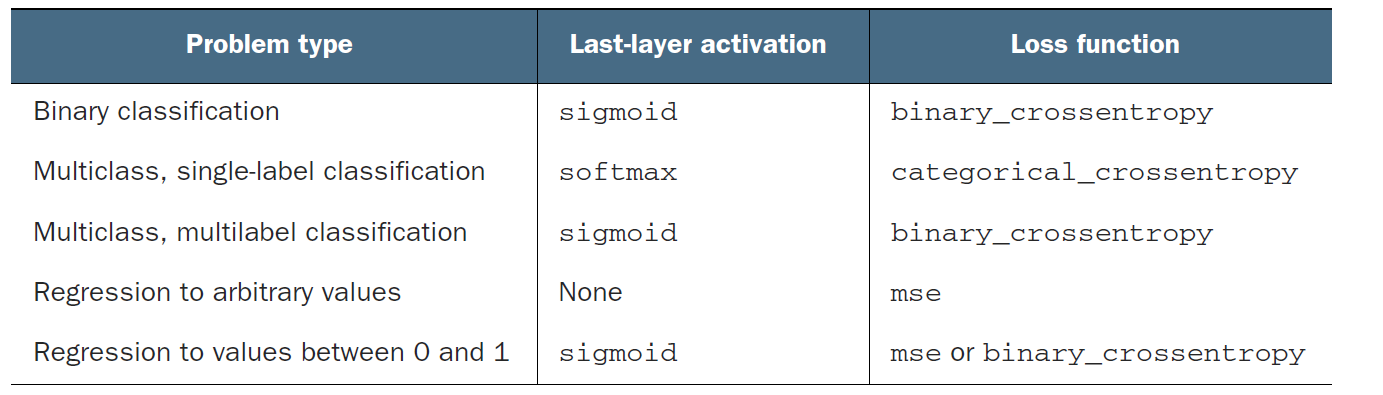 Problem type Last-layer activation Loss function
Binary classification sigmoid binary_crossentropy
Multiclass, single-label classification softmax categorical_crossentropy
Multiclass, multilabel classification sigmoid binary_crossentropy
Regression to arbitrary values None mse
Regression to values between 0 and 1 sigmoid mse or binary_crossentropy